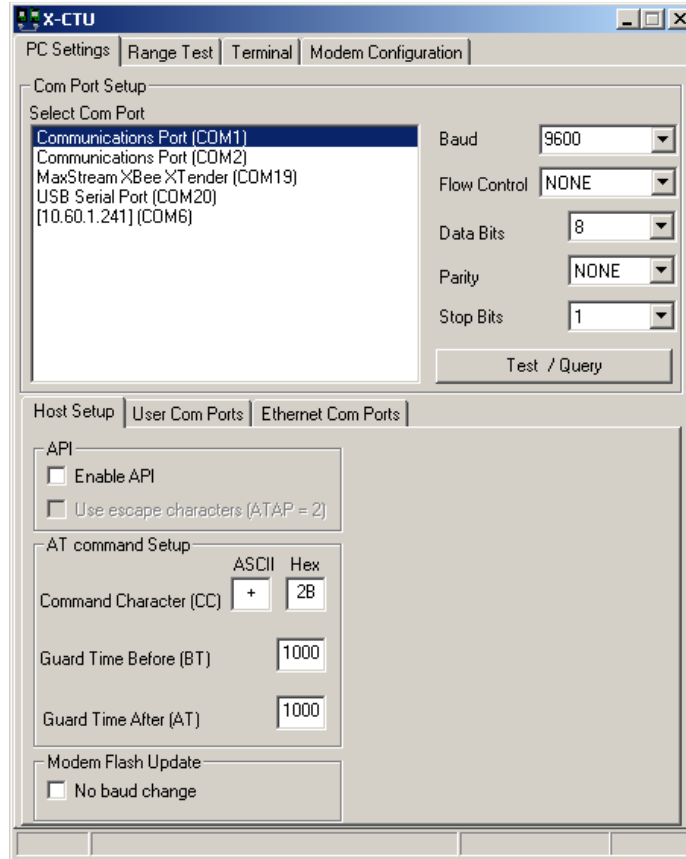 X-CTU
PC Settings Range Test Terminal Modem Configuration
Com Port Setup
Select Com Port
Communications Port (COM1)
Communications Port (COM2)
MaxStream XBee XTender (COM19)
USB Serial Port (COM20)
[10.60.1.241] (COM6)
Baud 9600
Flow Control NONE
Data Bits 8
Parity NONE
Stop Bits 1
Test / Query
Host Setup User Com Ports Ethernet Com Ports
API
Enable API
Use escape characters (ATAP = 2)
AT command Setup
ASCII Hex
Command Character (CC) + 2B
Guard Time Before (BT) 1000
Guard Time After (AT) 1000
Modem Flash Update
No baud change